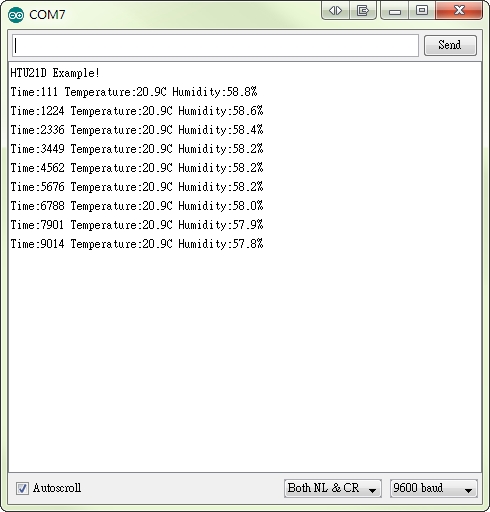 COM7
Send
HTU21D Example!
Time:111 Temperature:20.9C Humidity:58.8%
Time:1224 Temperature:20.9C Humidity:58.6%
Time:2336 Temperature:20.9C Humidity:58.4%
Time:3449 Temperature:20.9C Humidity:58.2%
Time:4562 Temperature:20.9C Humidity:58.2%
Time:5676 Temperature:20.9C Humidity:58.2%
Time:6788 Temperature:20.9C Humidity:58.0%
Time:7901 Temperature:20.9C Humidity:57.9%
Time:9014 Temperature:20.9C Humidity:57.8%
Autoscroll Both NL & CR 9600 baud